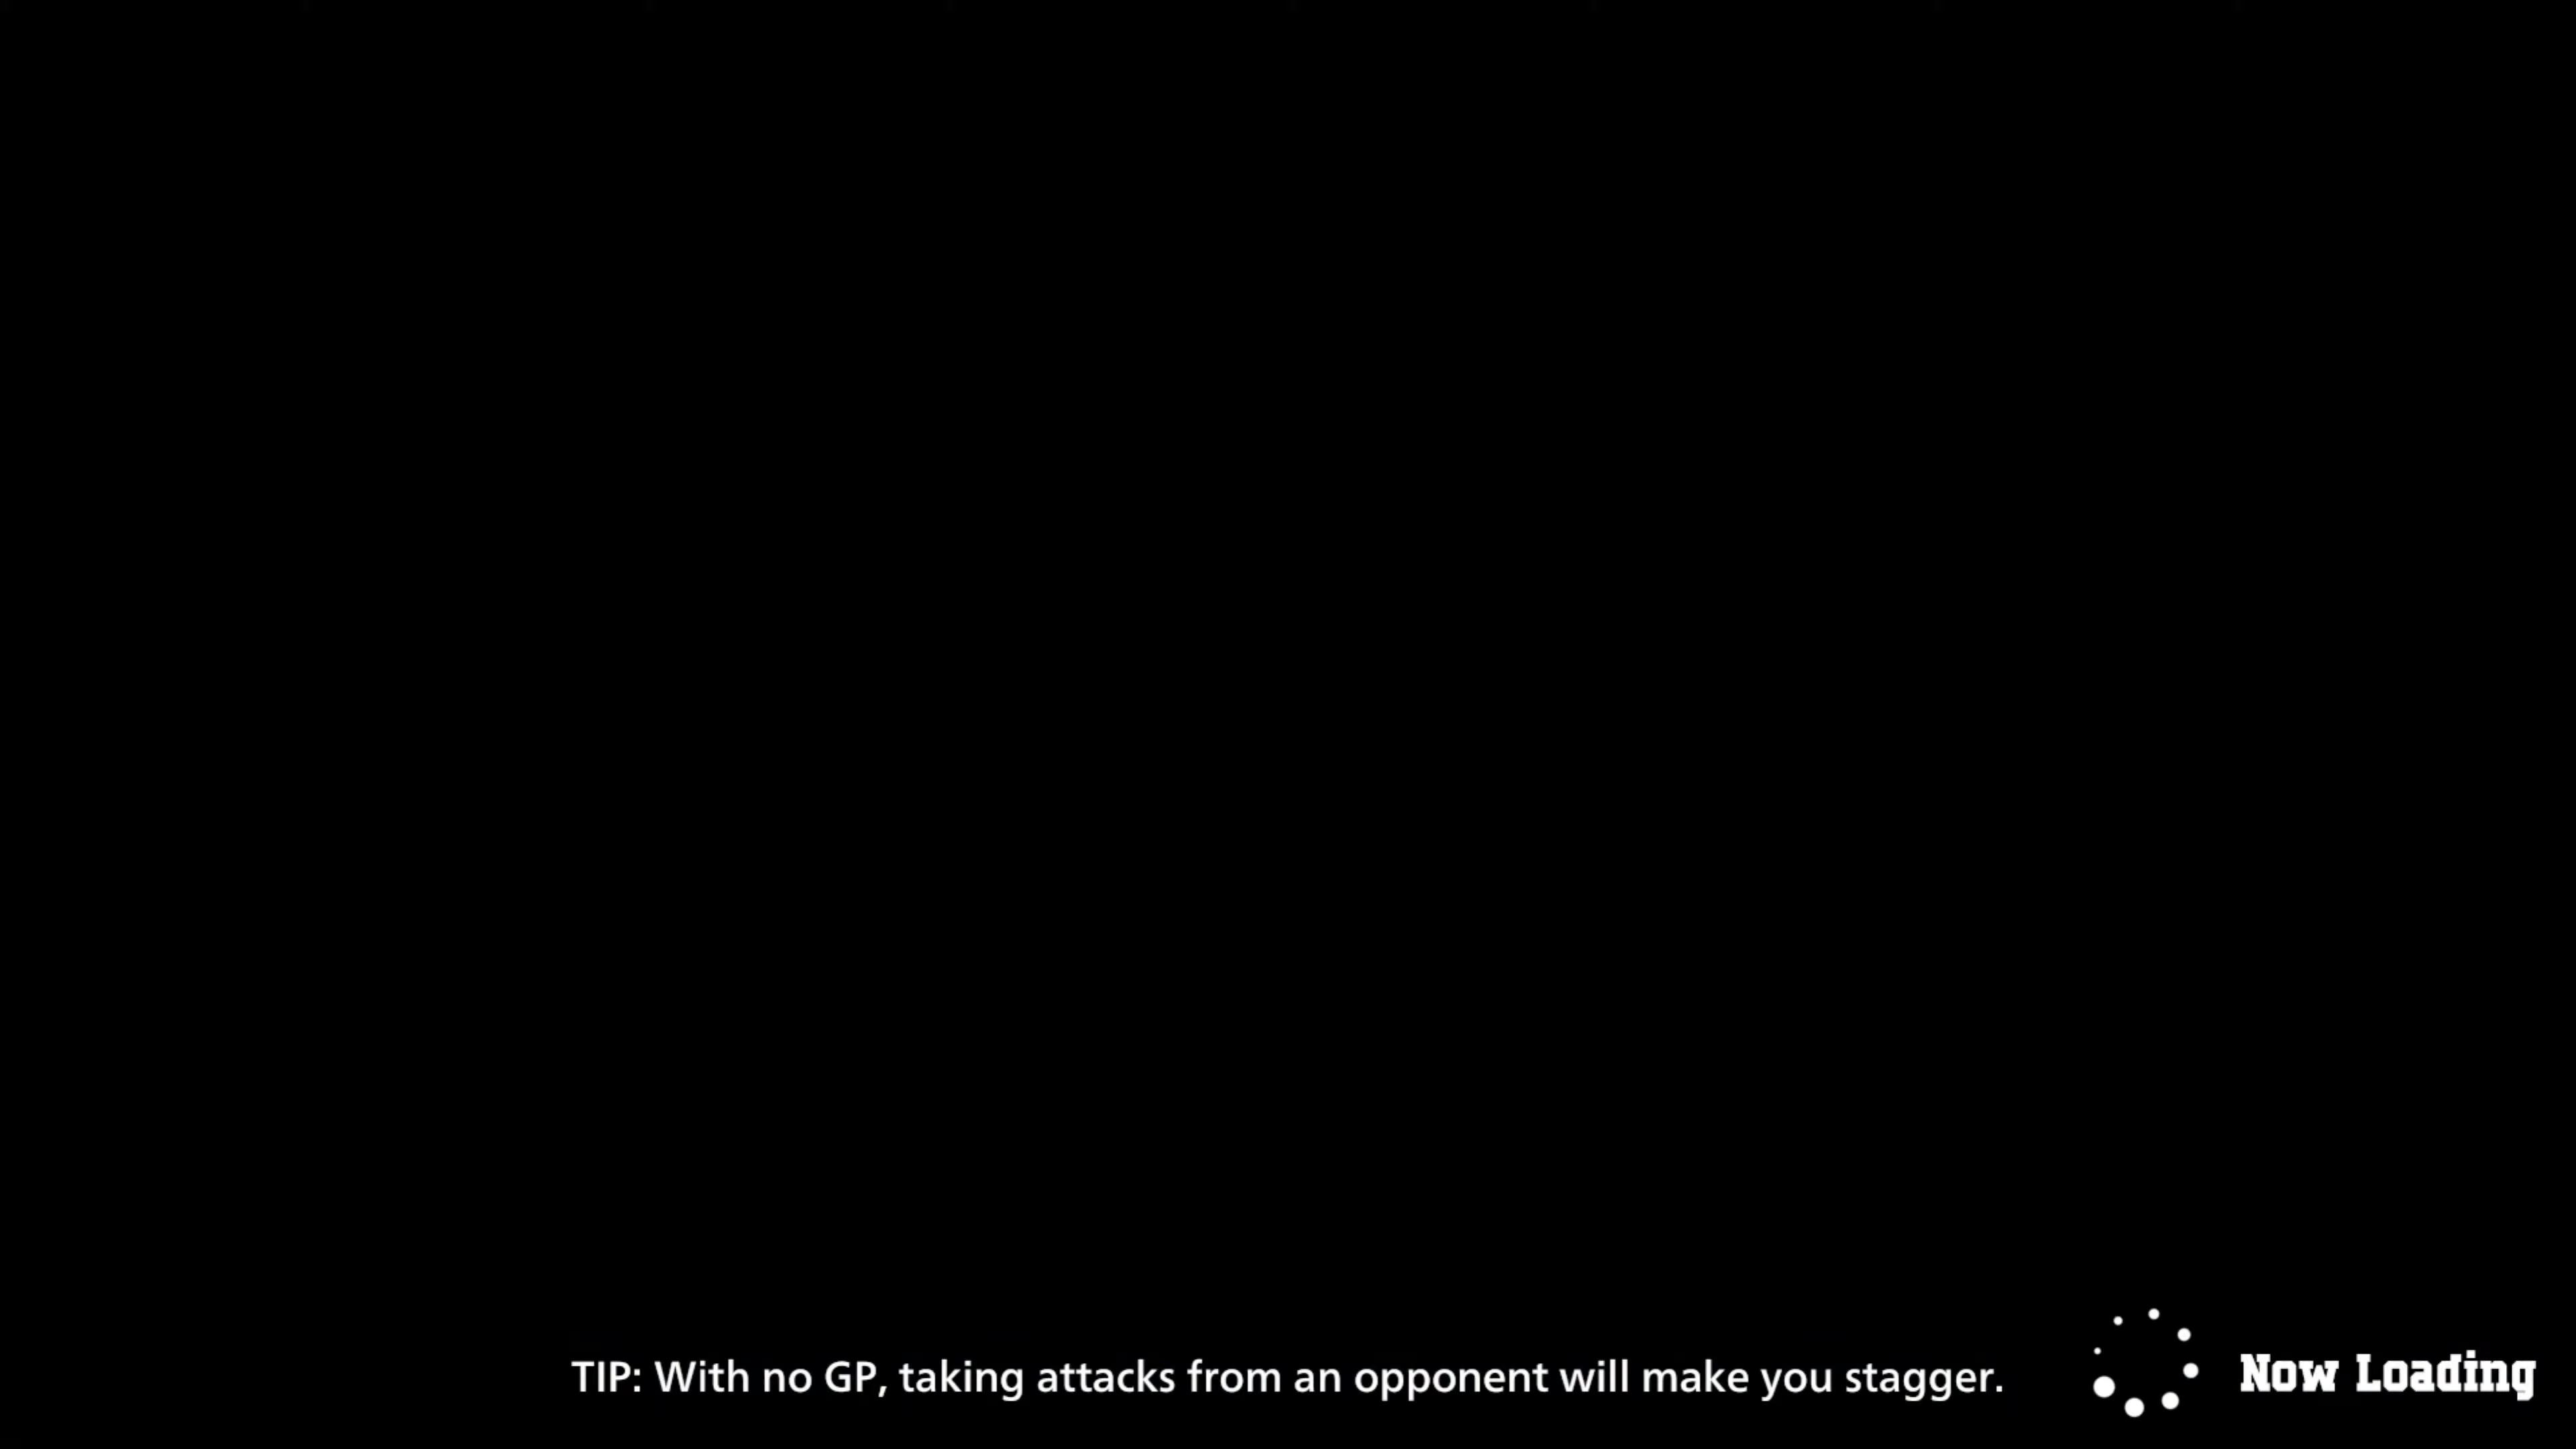 TIP: With no GP, taking attacks from an opponent will make you stagger.
Now Loading